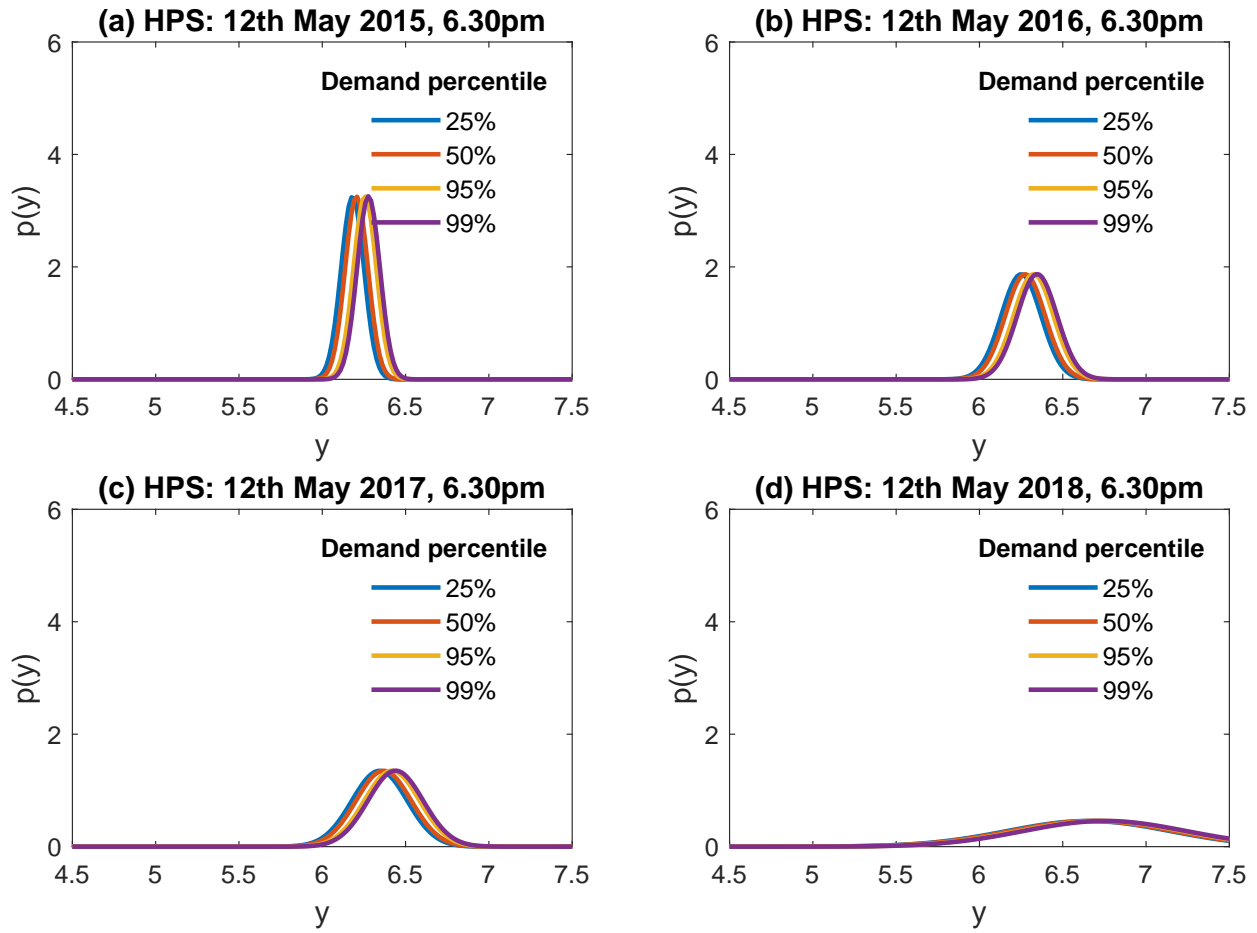 (a) HPS: 12th May 2015, 6.30pm
6
4
2
0
p(y)
Demand percentile
25%
50%
95%
99%
4.5 5 5.5 6 6.5 7 7.5
y
(b) HPS: 12th May 2016, 6.30pm
6
4
2
0
p(y)
Demand percentile
25%
50%
95%
99%
4.5 5 5.5 6 6.5 7 7.5
y
(c) HPS: 12th May 2017, 6.30pm
6
4
2
0
p(y)
Demand percentile
25%
50%
95%
99%
4.5 5 5.5 6 6.5 7 7.5
y
(d) HPS: 12th May 2018, 6.30pm
6
4
2
0
p(y)
Demand percentile
25%
50%
95%
99%
4.5 5 5.5 6 6.5 7 7.5
y